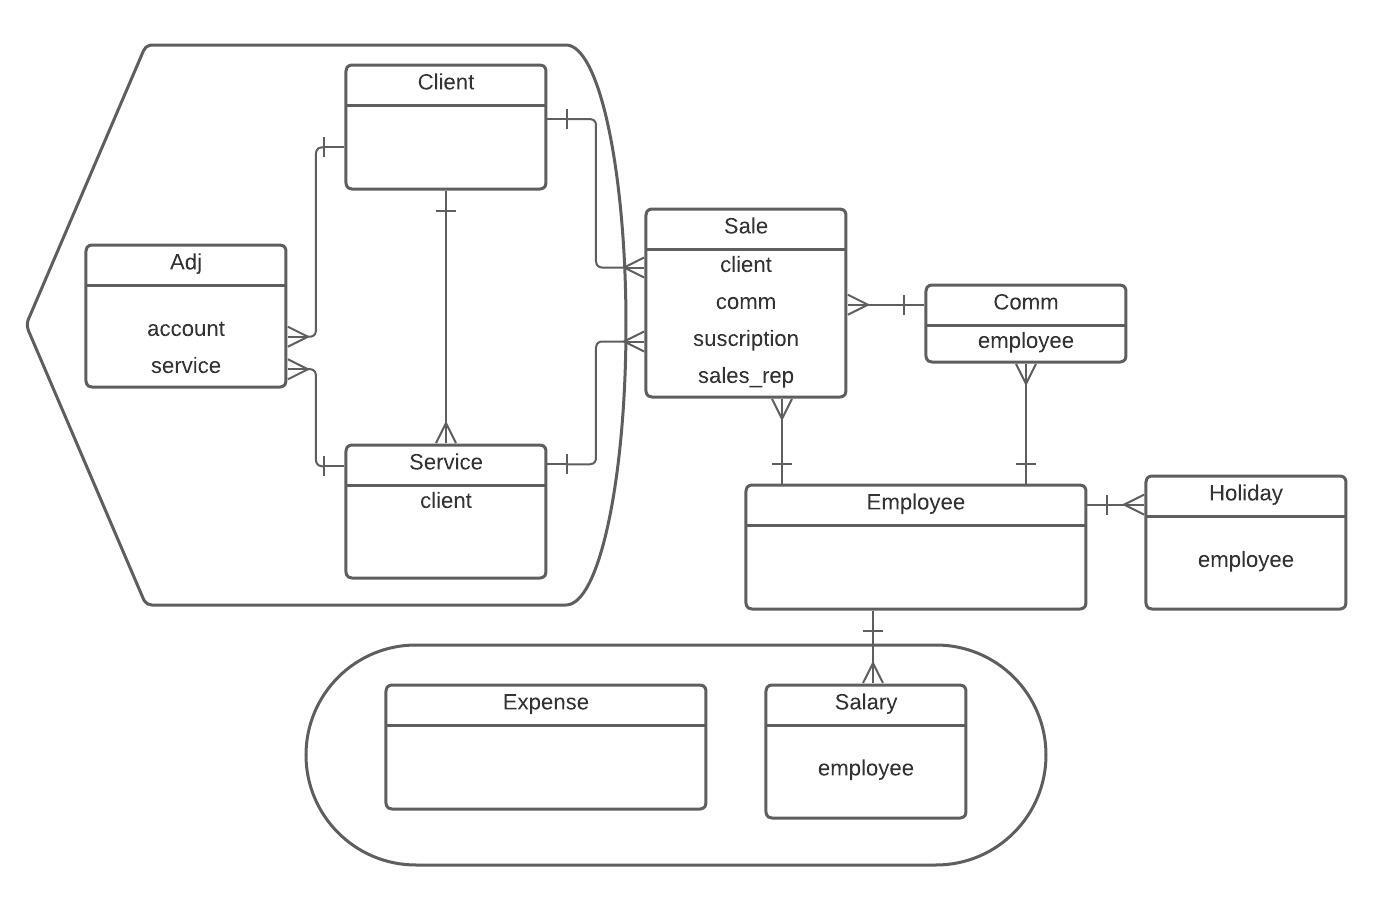 Client
Adj
account
service
Service
client
Sale
client
comm
suscription
sales_rep
Comm
employee
Employee
Holiday
employee
Expense
Salary
employee